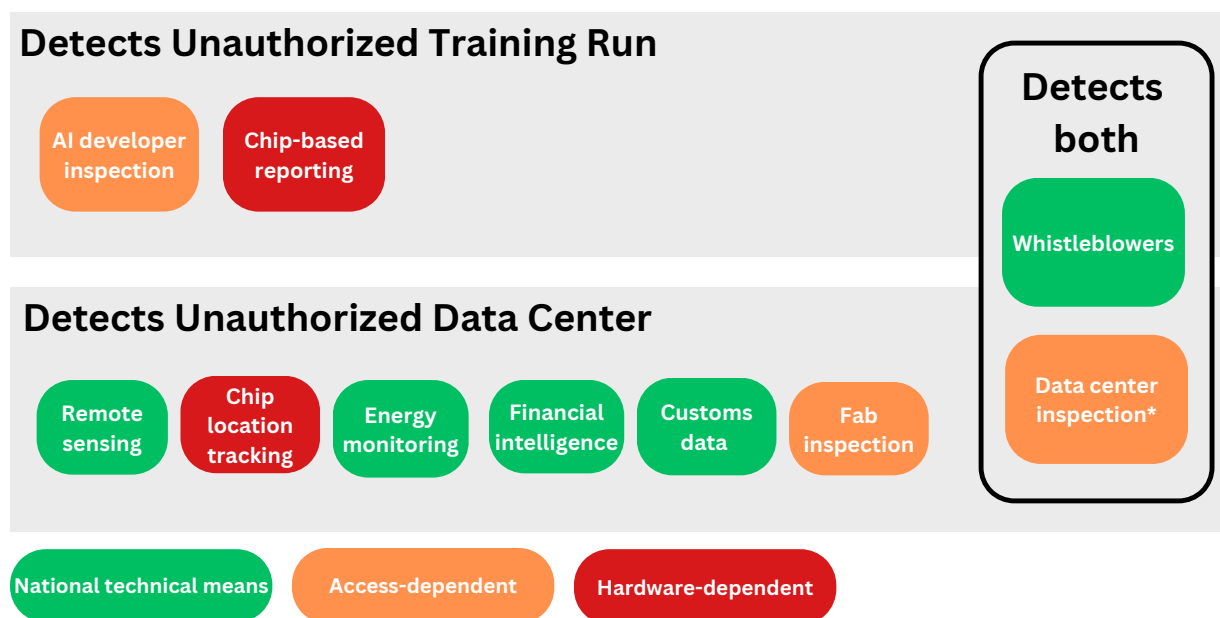 Detects Unauthorized Training Run
AI developer
inspection
Chip-based
reporting
Detects
both
Whistleblowers
Data center
inspection*
Detects Unauthorized Data Center
Remote
sensing
Chip
location
tracking
Energy
monitoring
Financial
intelligence
Customs
data
Fab
inspection
National technical means
Access-dependent
Hardware-dependent